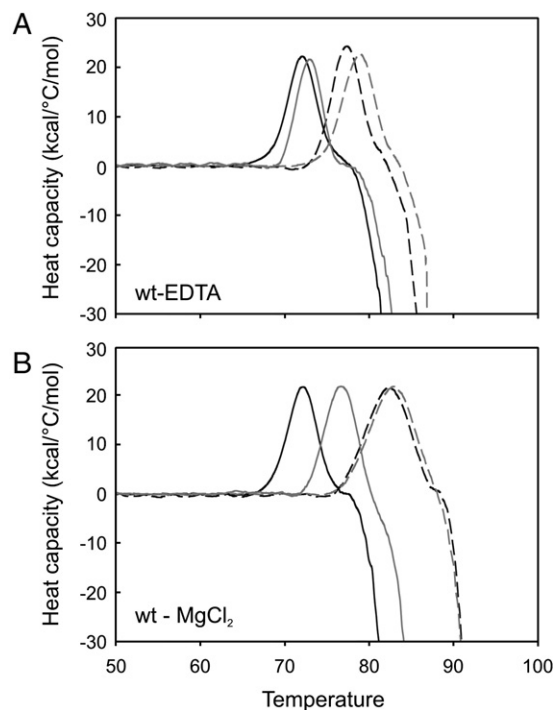 A
30
20
10
0
-10
-20
-30
Heat capacity (kcal/°C/mol)
wt-EDTA
B
30
20
10
0
-10
-20
-30
Heat capacity (kcal/°C/mol)
wt - MgCl₂
50 60 70 80 90 100
Temperature